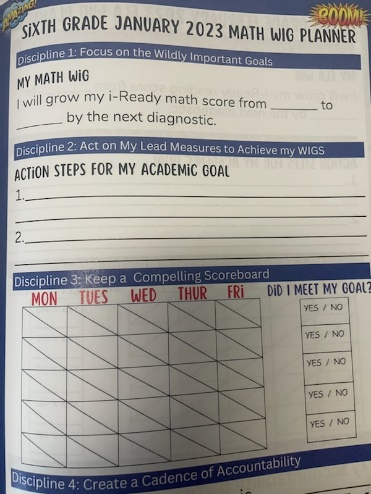 AMAZING!
BOOM!
SiXTH GRADE JANUARY 2023 MATH WIG PLANNER
Discipline 1: Focus on the Wildly Important Goals
MY MATH WiG
I will grow my i-Ready math score from ______ to
______ by the next diagnostic.
Discipline 2: Act on My Lead Measures to Achieve my WIGS
ACTION STEPS FOR MY ACADEMiC GOAL
1.
2.
Discipline 3: Keep a Compelling Scoreboard
MON TUES WED THUR FRi DiD I MEET MY GOAL?
YES / NO
YES / NO
YES / NO
YES / NO
YES / NO
Discipline 4: Create a Cadence of Accountability